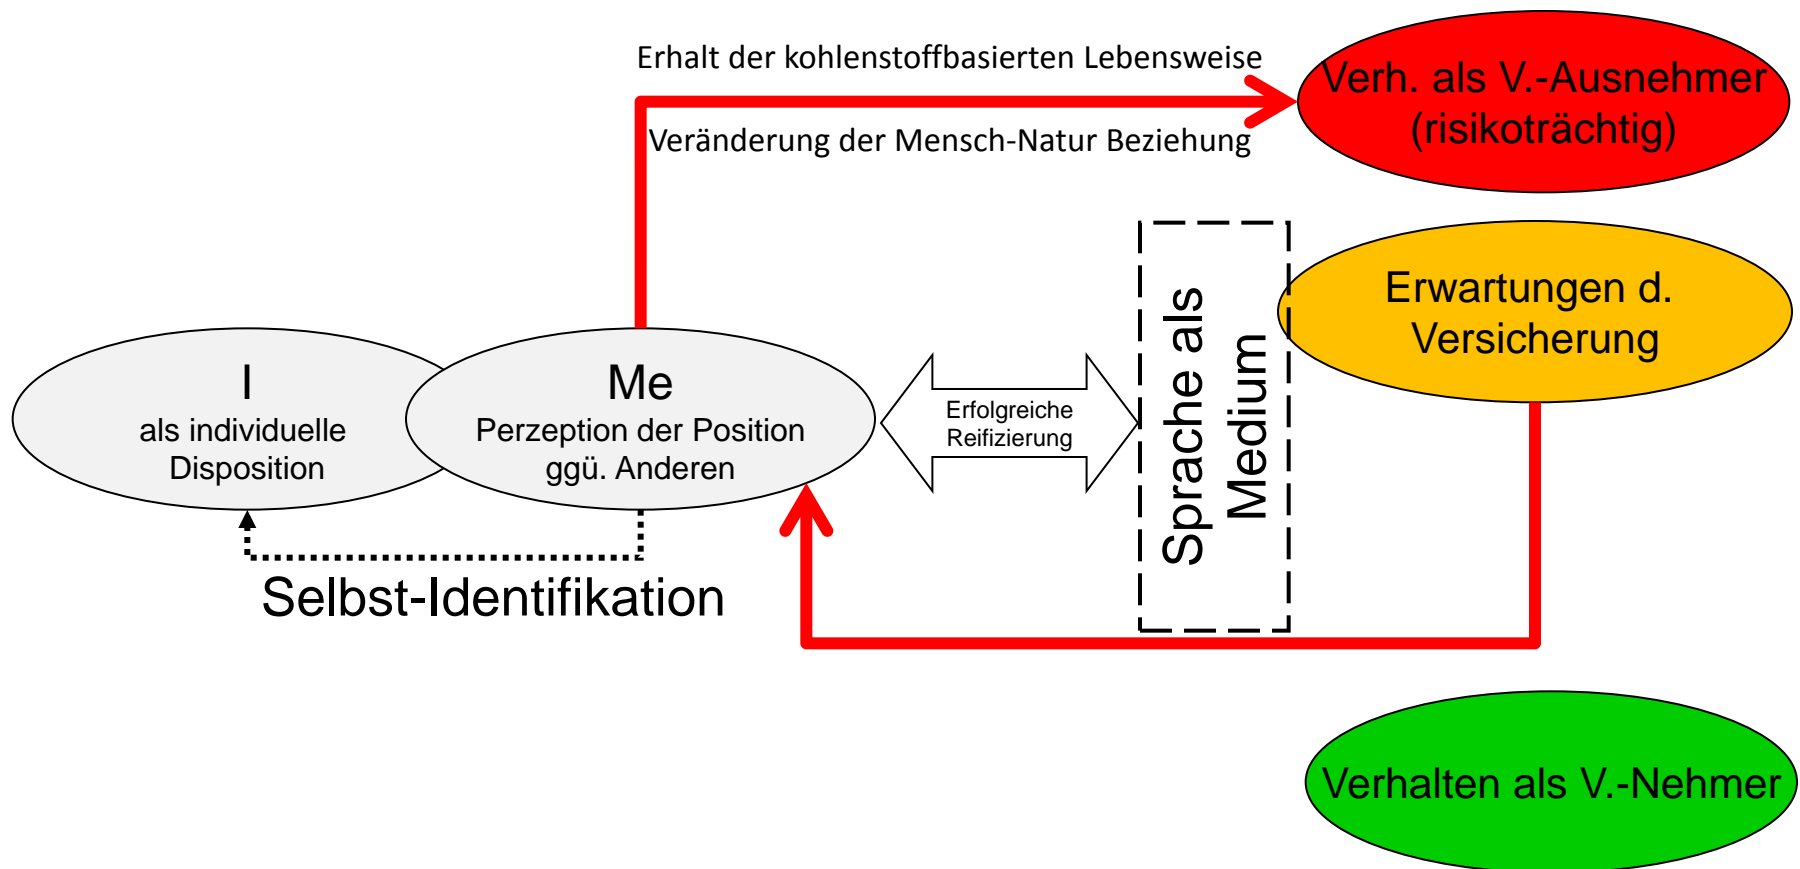 Erhalt der kohlenstoffbasierten Lebensweise
Veränderung der Mensch-Natur Beziehung
Verh. als V.-Ausnehmer
(risikoträchtig)
Erwartungen d.
Versicherung
Sprache als
Medium
I
als individuelle
Disposition
Me
Perzeption der Position
ggü. Anderen
Erfolgreiche
Reifizierung
Selbst-Identifikation
Verhalten als V.-Nehmer